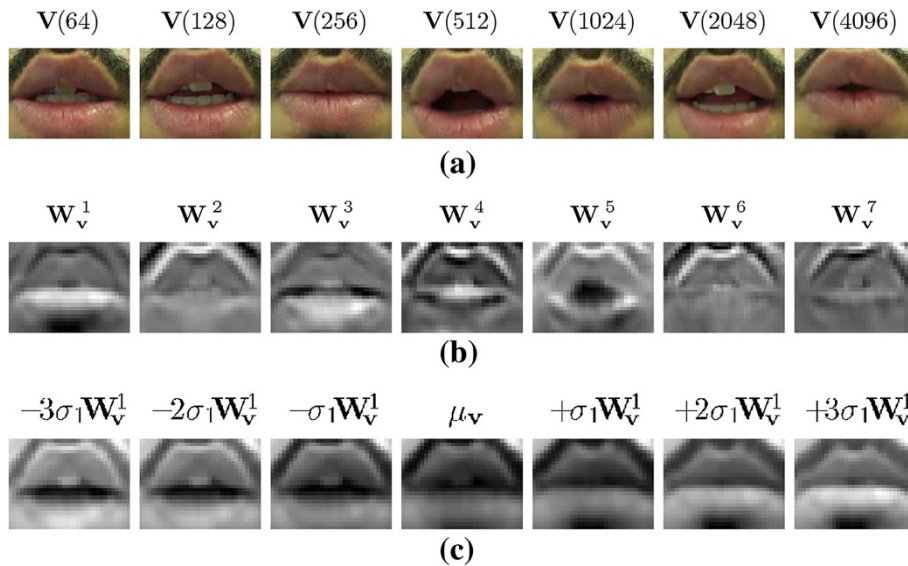 V(64) V(128) V(256) V(512) V(1024) V(2048) V(4096)
(a)
W_v^1 W_v^2 W_v^3 W_v^4 W_v^5 W_v^6 W_v^7
(b)
−3σ₁W_v^1 −2σ₁W_v^1 −σ₁W_v^1 μ_v +σ₁W_v^1 +2σ₁W_v^1 +3σ₁W_v^1
(c)